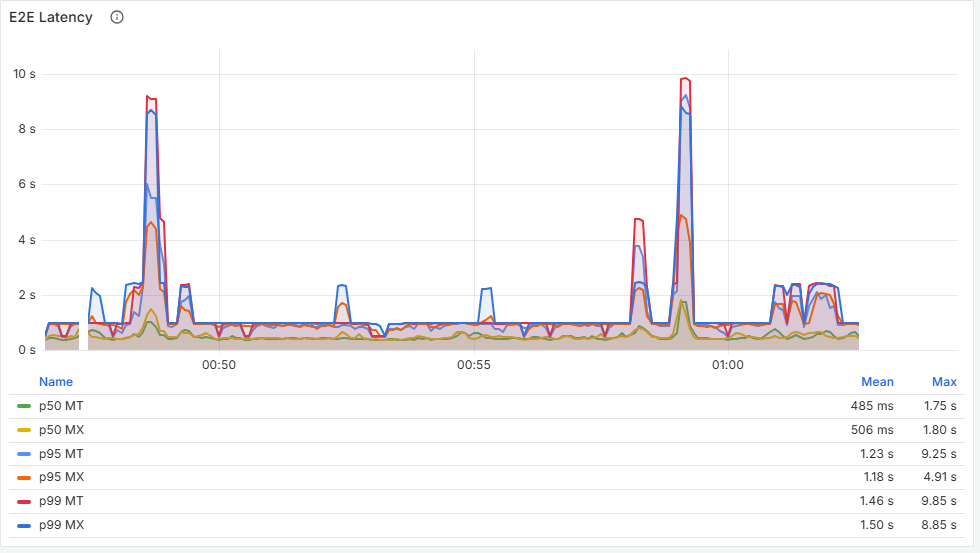 E2E Latency
10 s
8 s
6 s
4 s
2 s
0 s
00:50 00:55 01:00
Name Mean Max
p50 MT 485 ms 1.75 s
p50 MX 506 ms 1.80 s
p95 MT 1.23 s 9.25 s
p95 MX 1.18 s 4.91 s
p99 MT 1.46 s 9.85 s
p99 MX 1.50 s 8.85 s